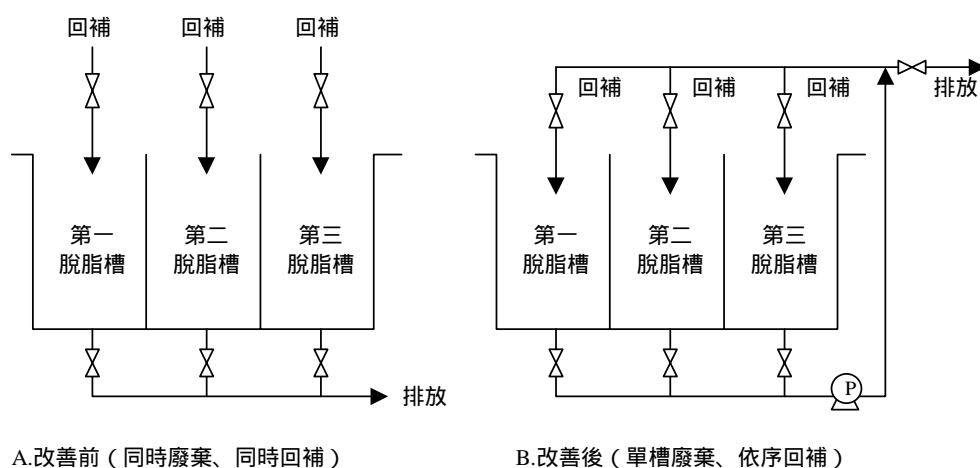 回補
回補
回補
第一
脫脂槽
第二
脫脂槽
第三
脫脂槽
排放
A.改善前（同時廢棄、同時回補）
回補
回補
回補
排放
第一
脫脂槽
第二
脫脂槽
第三
脫脂槽
P
B.改善後（單槽廢棄、依序回補）